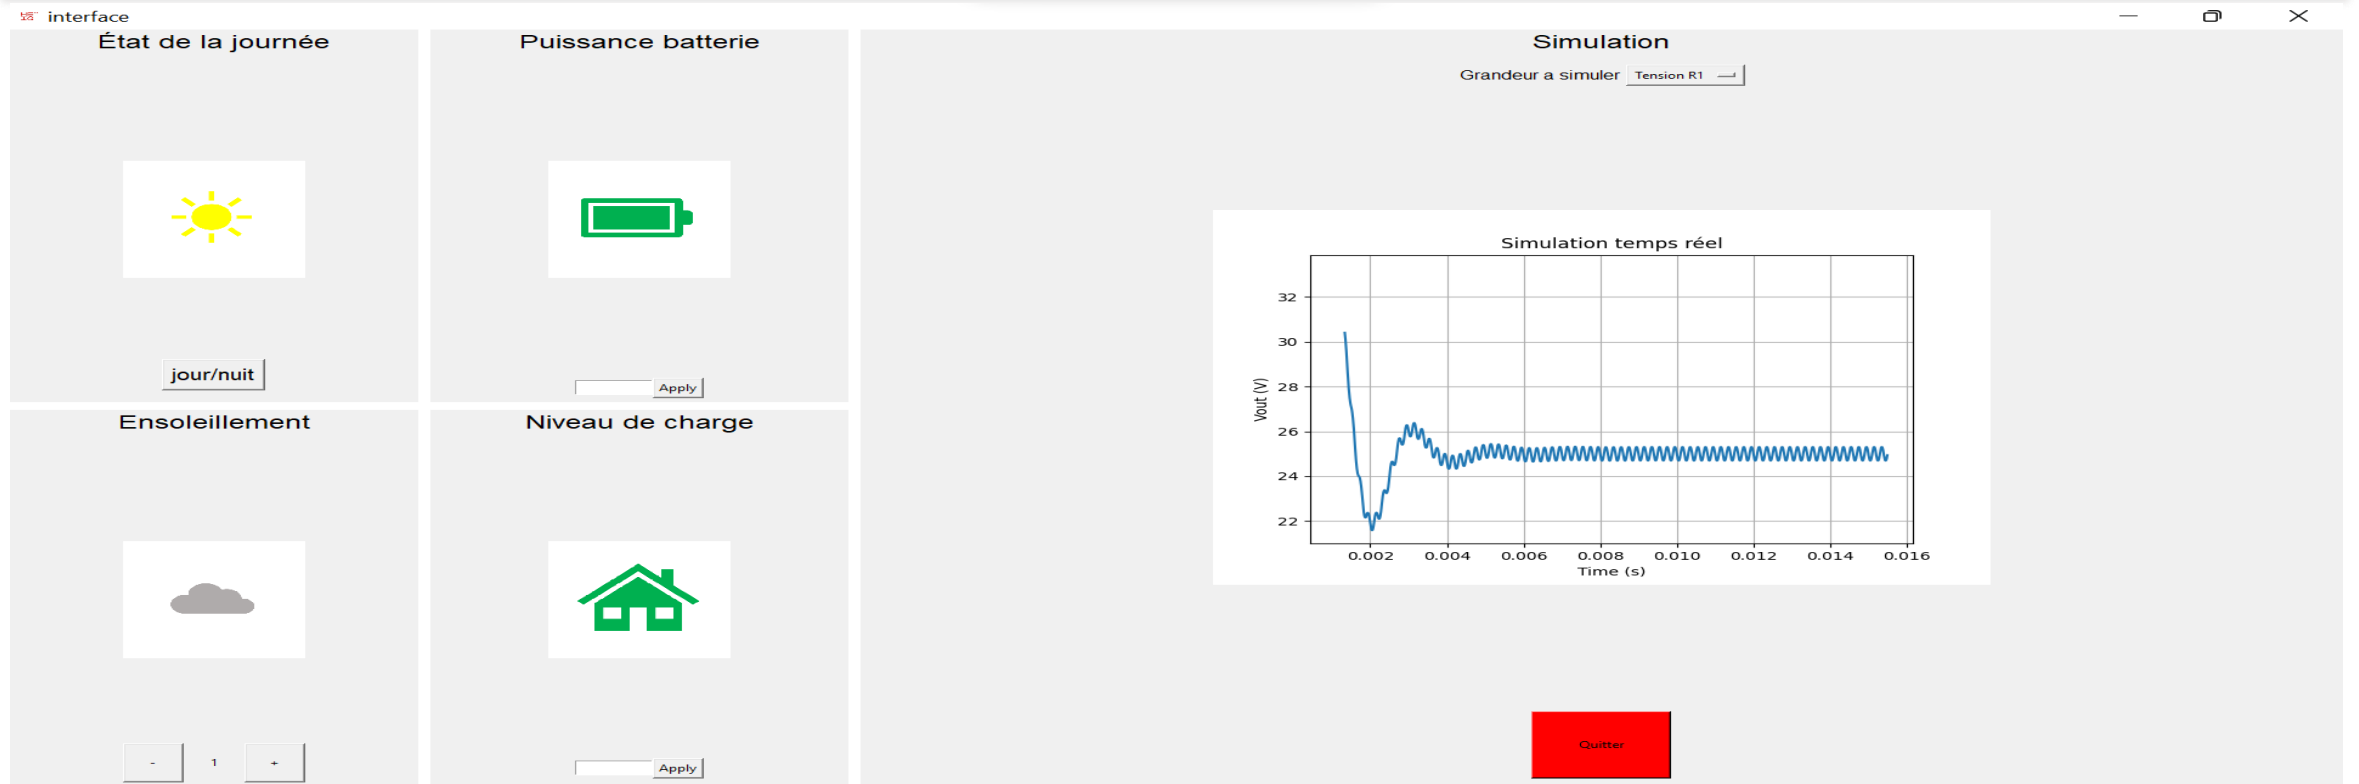 interface
État de la journée
jour/nuit
Puissance batterie
Apply
Ensoleillement
- 1 +
Niveau de charge
Apply
Simulation
Grandeur a simuler Tension R1
Simulation temps réel
Vout (V)
32
30
28
26
24
22
0.002 0.004 0.006 0.008 0.010 0.012 0.014 0.016
Time (s)
Quitter